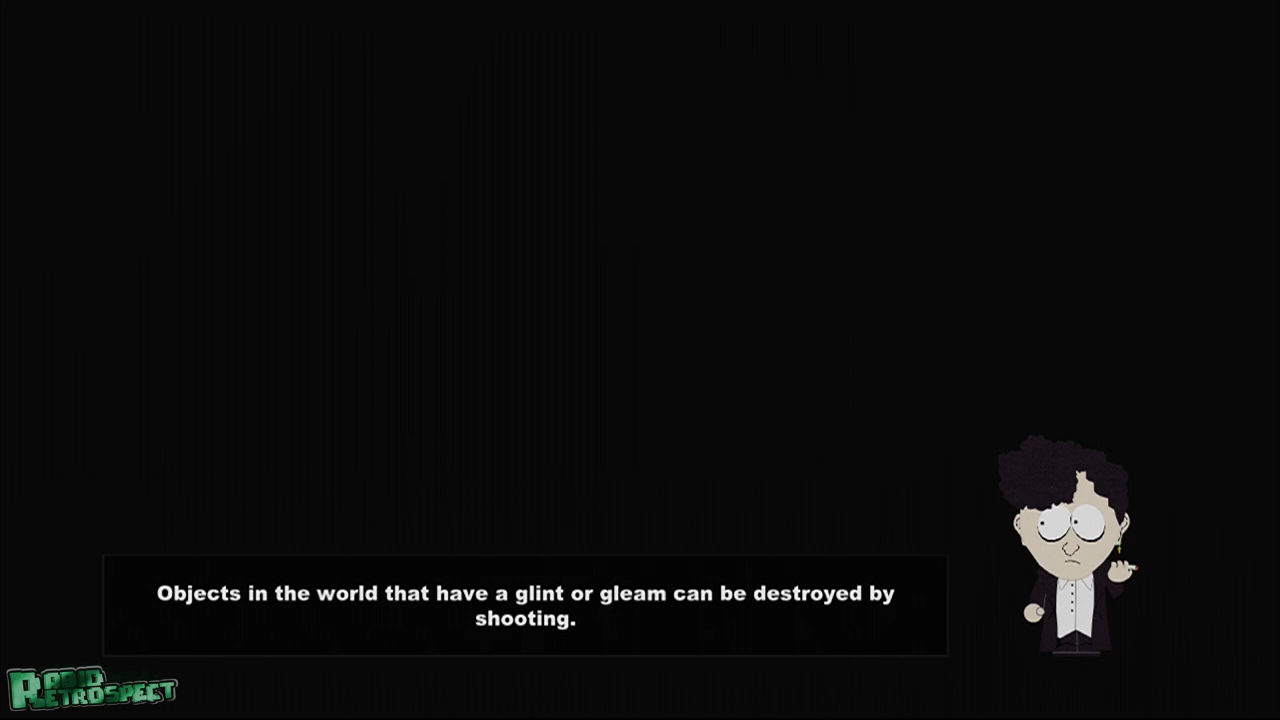 Objects in the world that have a glint or gleam can be destroyed by
shooting.
RABID
RETROSPECT